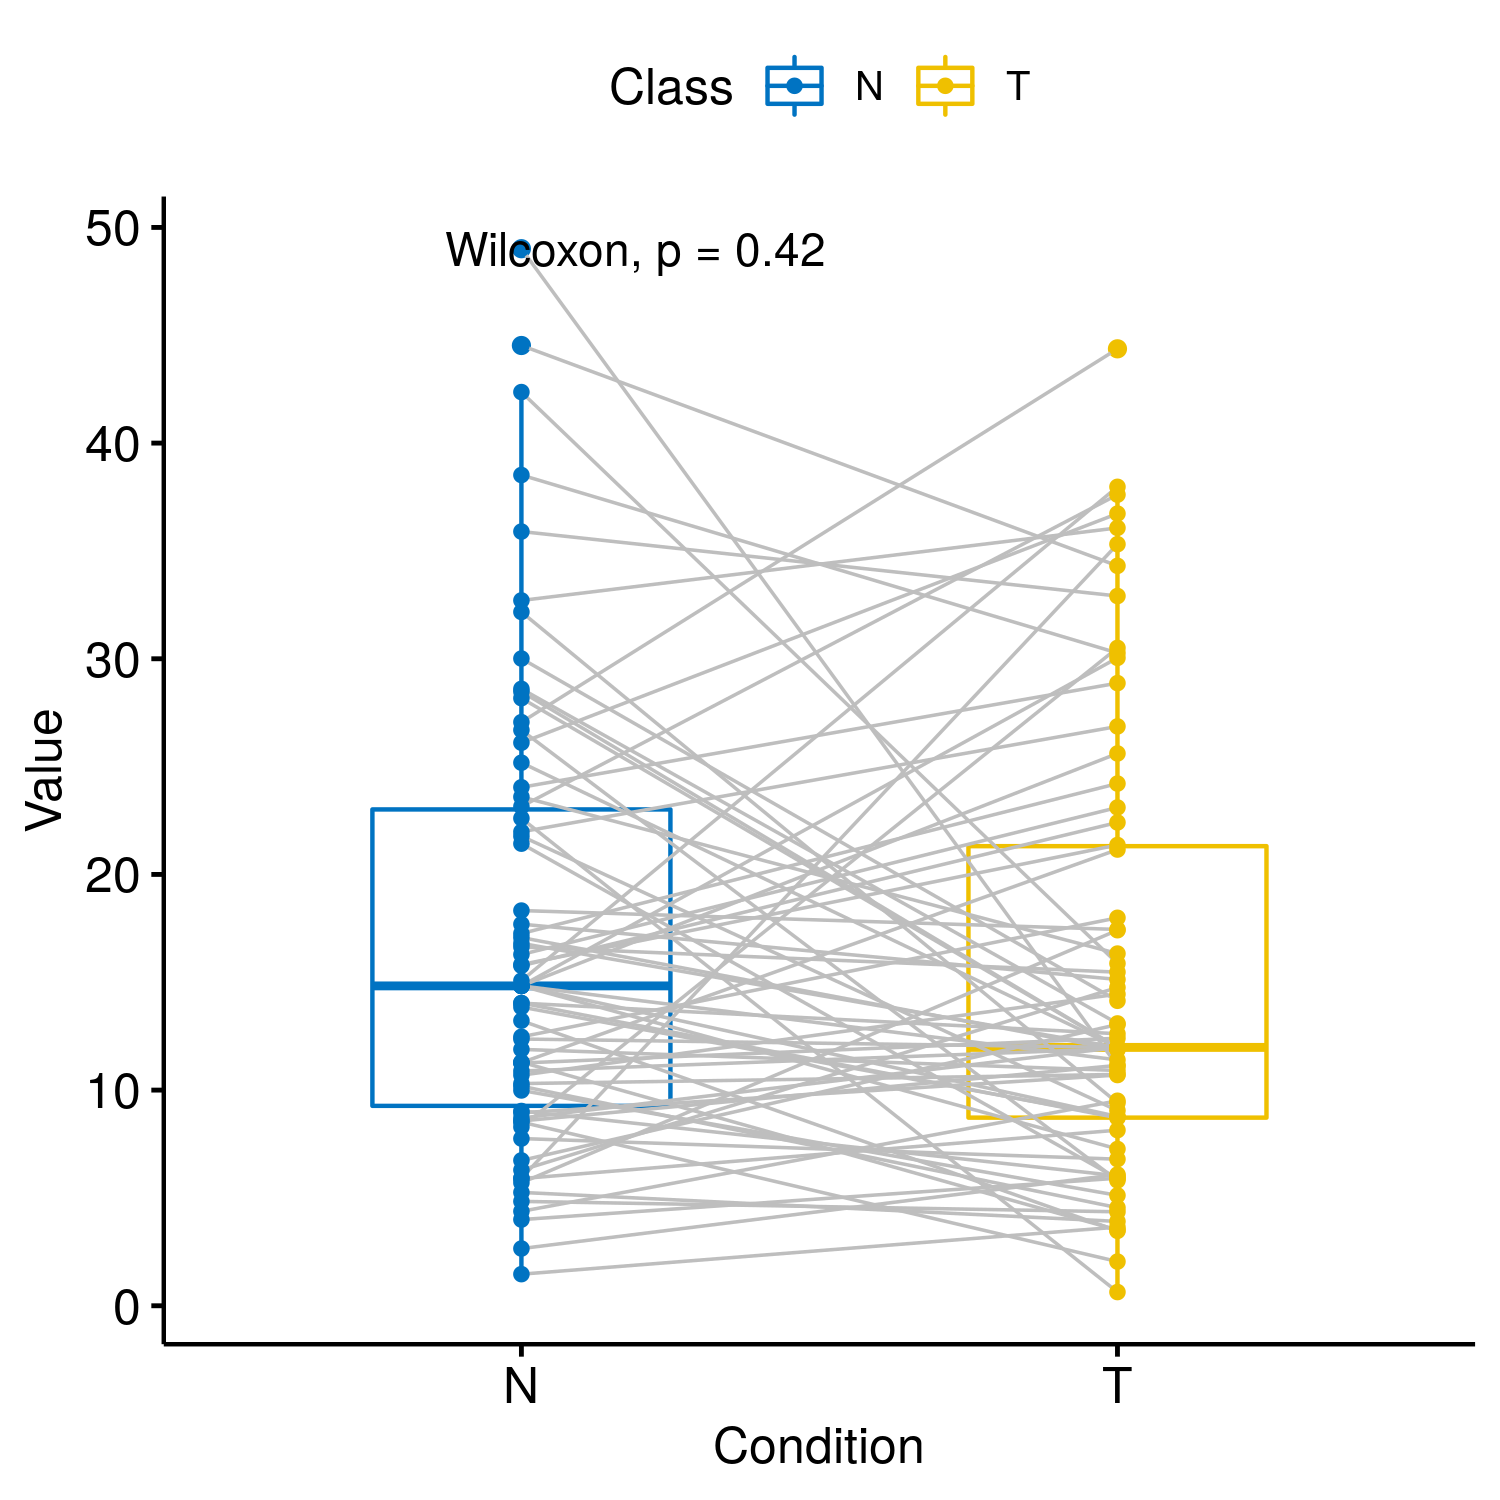 Class N T
Wilcoxon, p = 0.42
50
40
30
20
10
0
Value
N T
Condition